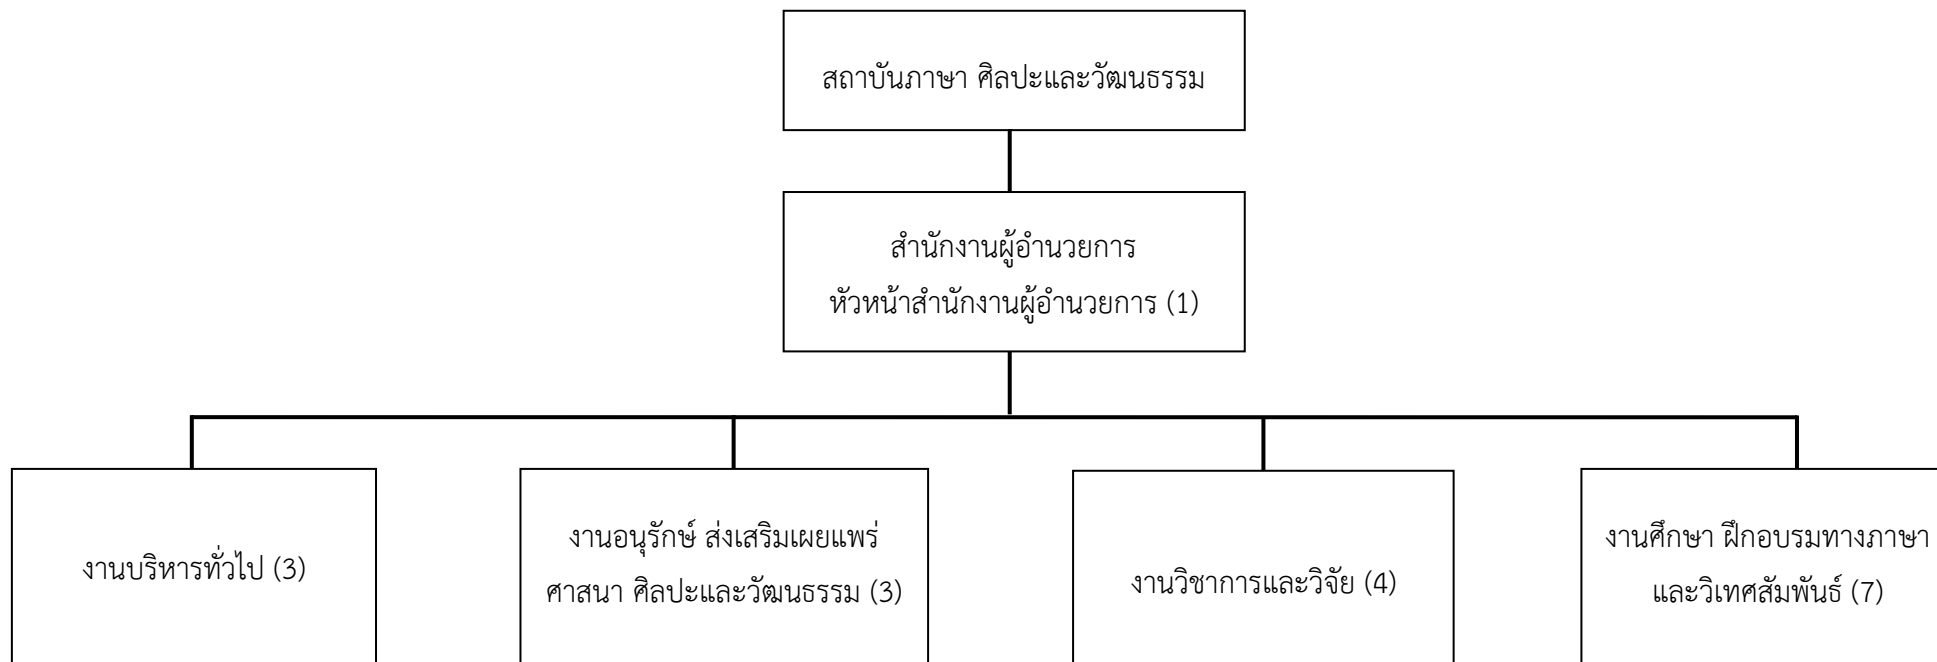 สถาบันภาษา ศิลปะและวัฒนธรรม
สำนักงานผู้อำนวยการ
หัวหน้าสำนักงานผู้อำนวยการ (1)
งานบริหารทั่วไป (3)
งานอนุรักษ์ ส่งเสริมเผยแพร่
ศาสนา ศิลปะและวัฒนธรรม (3)
งานวิชาการและวิจัย (4)
งานศึกษา ฝึกอบรมทางภาษา
และวิเทศสัมพันธ์ (7)